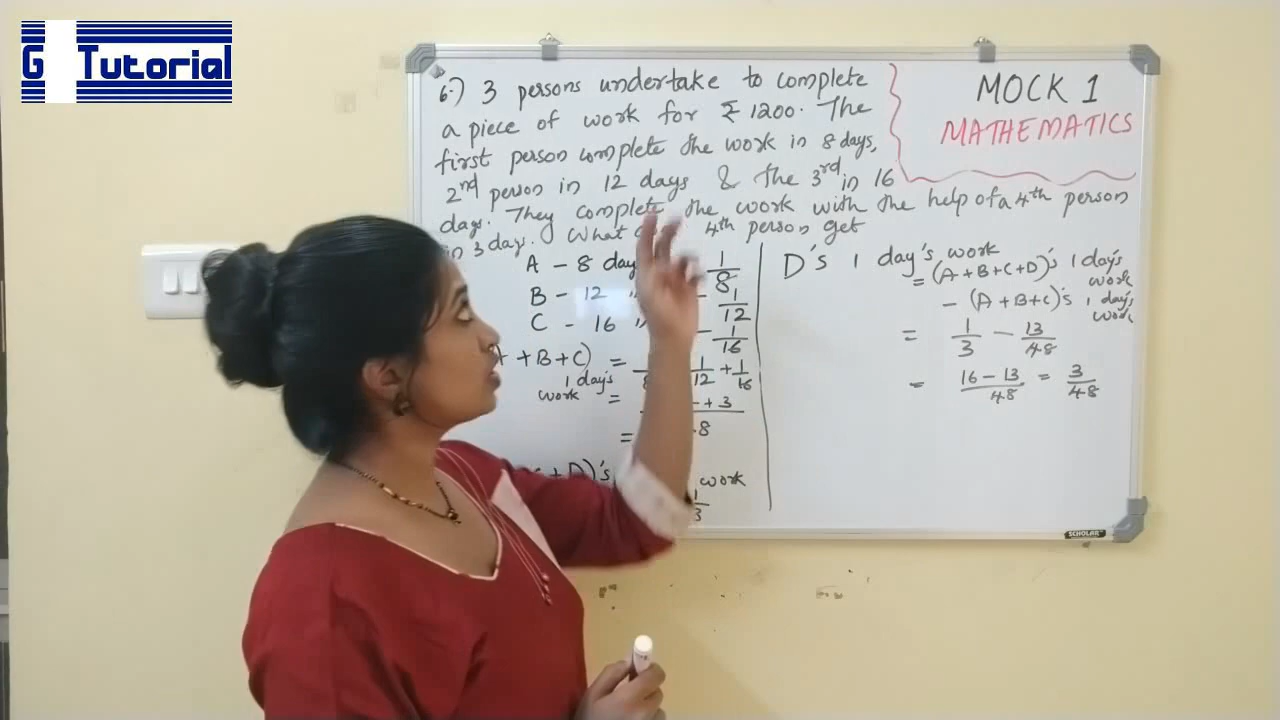 G Tutorial
6.) 3 persons undertake to complete
a piece of work for ₹ 1200. The
first person complete the work in 8 days,
2nd person in 12 days & the 3rd in 16
days. They complete the work with the help of a 4th person
in 3 days. What 4th person get
MOCK 1
MATHEMATICS
A - 8 day 1/8
B - 12 " - 1/12
C - 16 " - 1/16
+ B + C) = 1/12 + 1/16
1 day's
work
= + 3
=
+ D)'s work
1/3
D's 1 day's work
= (A+B+C+D)'s 1 day's
work
- (A+B+C)'s 1 day's
work
= 1/3 - 13/48
= 16 - 13/48 = 3/48
SCHOLAR